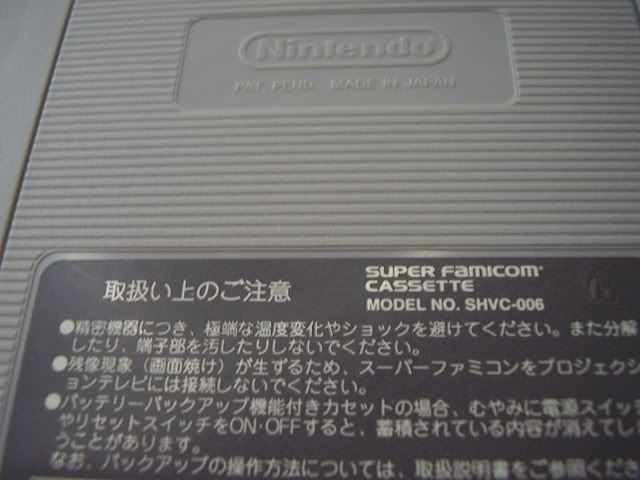 Nintendo
PAT. PEND. MADE IN JAPAN
取扱い上のご注意
SUPER FAMICOM
CASSETTE
MODEL NO. SHVC-006
●精密機器につき、極端な温度変化やショックを避けてください。また分解
したり、端子部を汚したりしないでください。
●残像現象（画面焼け）が生ずるため、スーパーファミコンをプロジェクシ
ョンテレビには接続しないでください。
●バッテリーバックアップ機能付きカセットの場合、むやみに電源スイッ
やリセットスイッチをON・OFFすると、蓄積されている内容が消えてし
うことがあります。
なお、バックアップの操作方法については、取扱説明書をご参照くださ